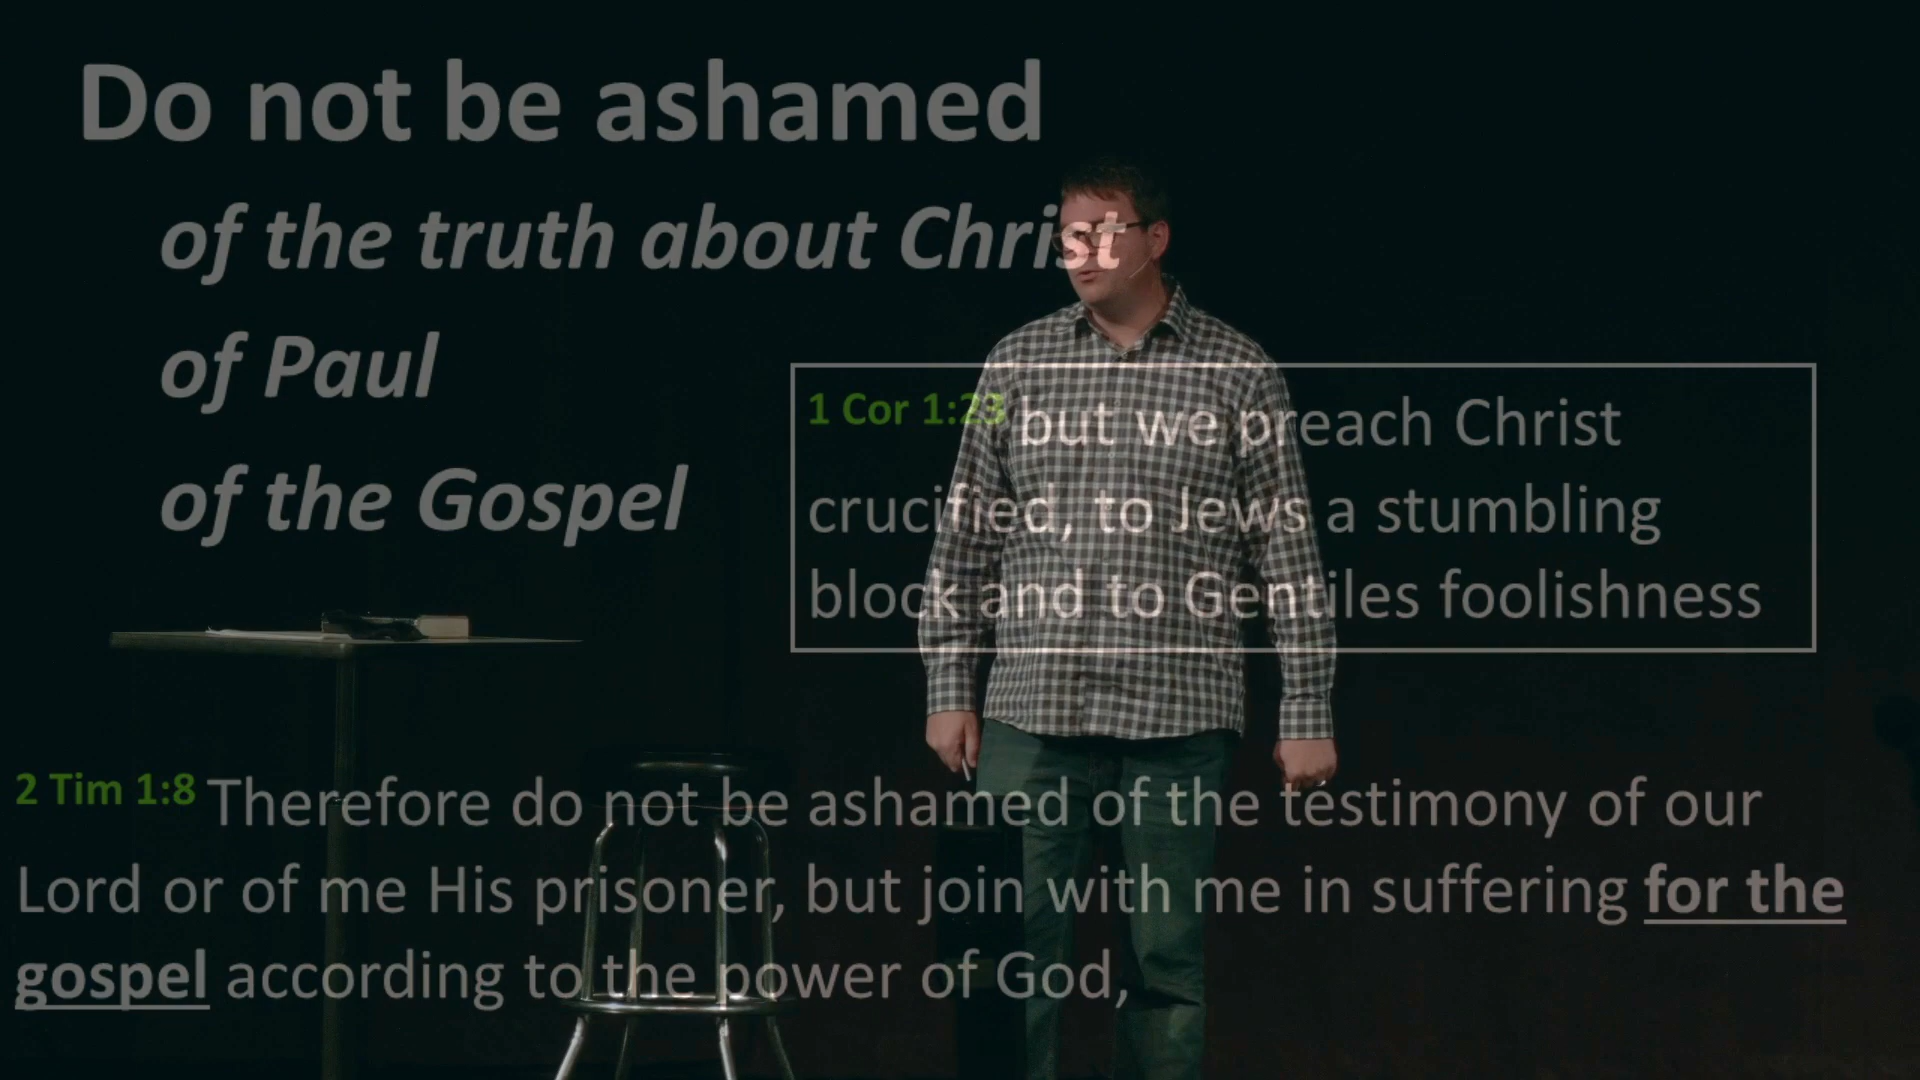 Do not be ashamed
of the truth about Christ
of Paul
of the Gospel
1 Cor 1:23 but we preach Christ
crucified, to Jews a stumbling
block and to Gentiles foolishness
2 Tim 1:8 Therefore do not be ashamed of the testimony of our
Lord or of me His prisoner, but join with me in suffering for the
gospel according to the power of God,